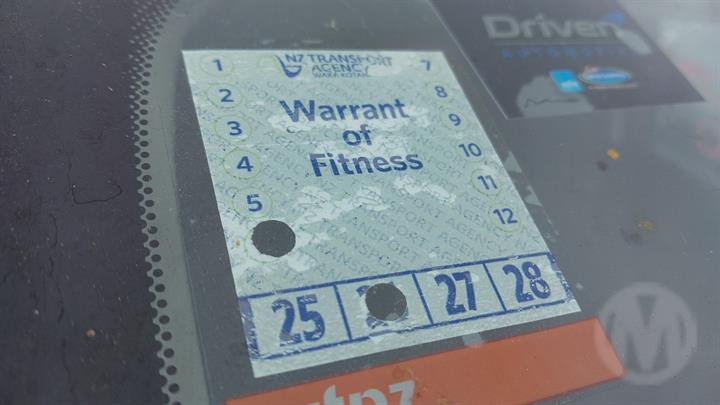 Driven
AUTOMOTIVE
1 NZ TRANSPORT 7
AGENCY
WAKA KOTAHI
2 Warrant 8
3 of 9
4 Fitness 10
5 11
12
25 27 28
M